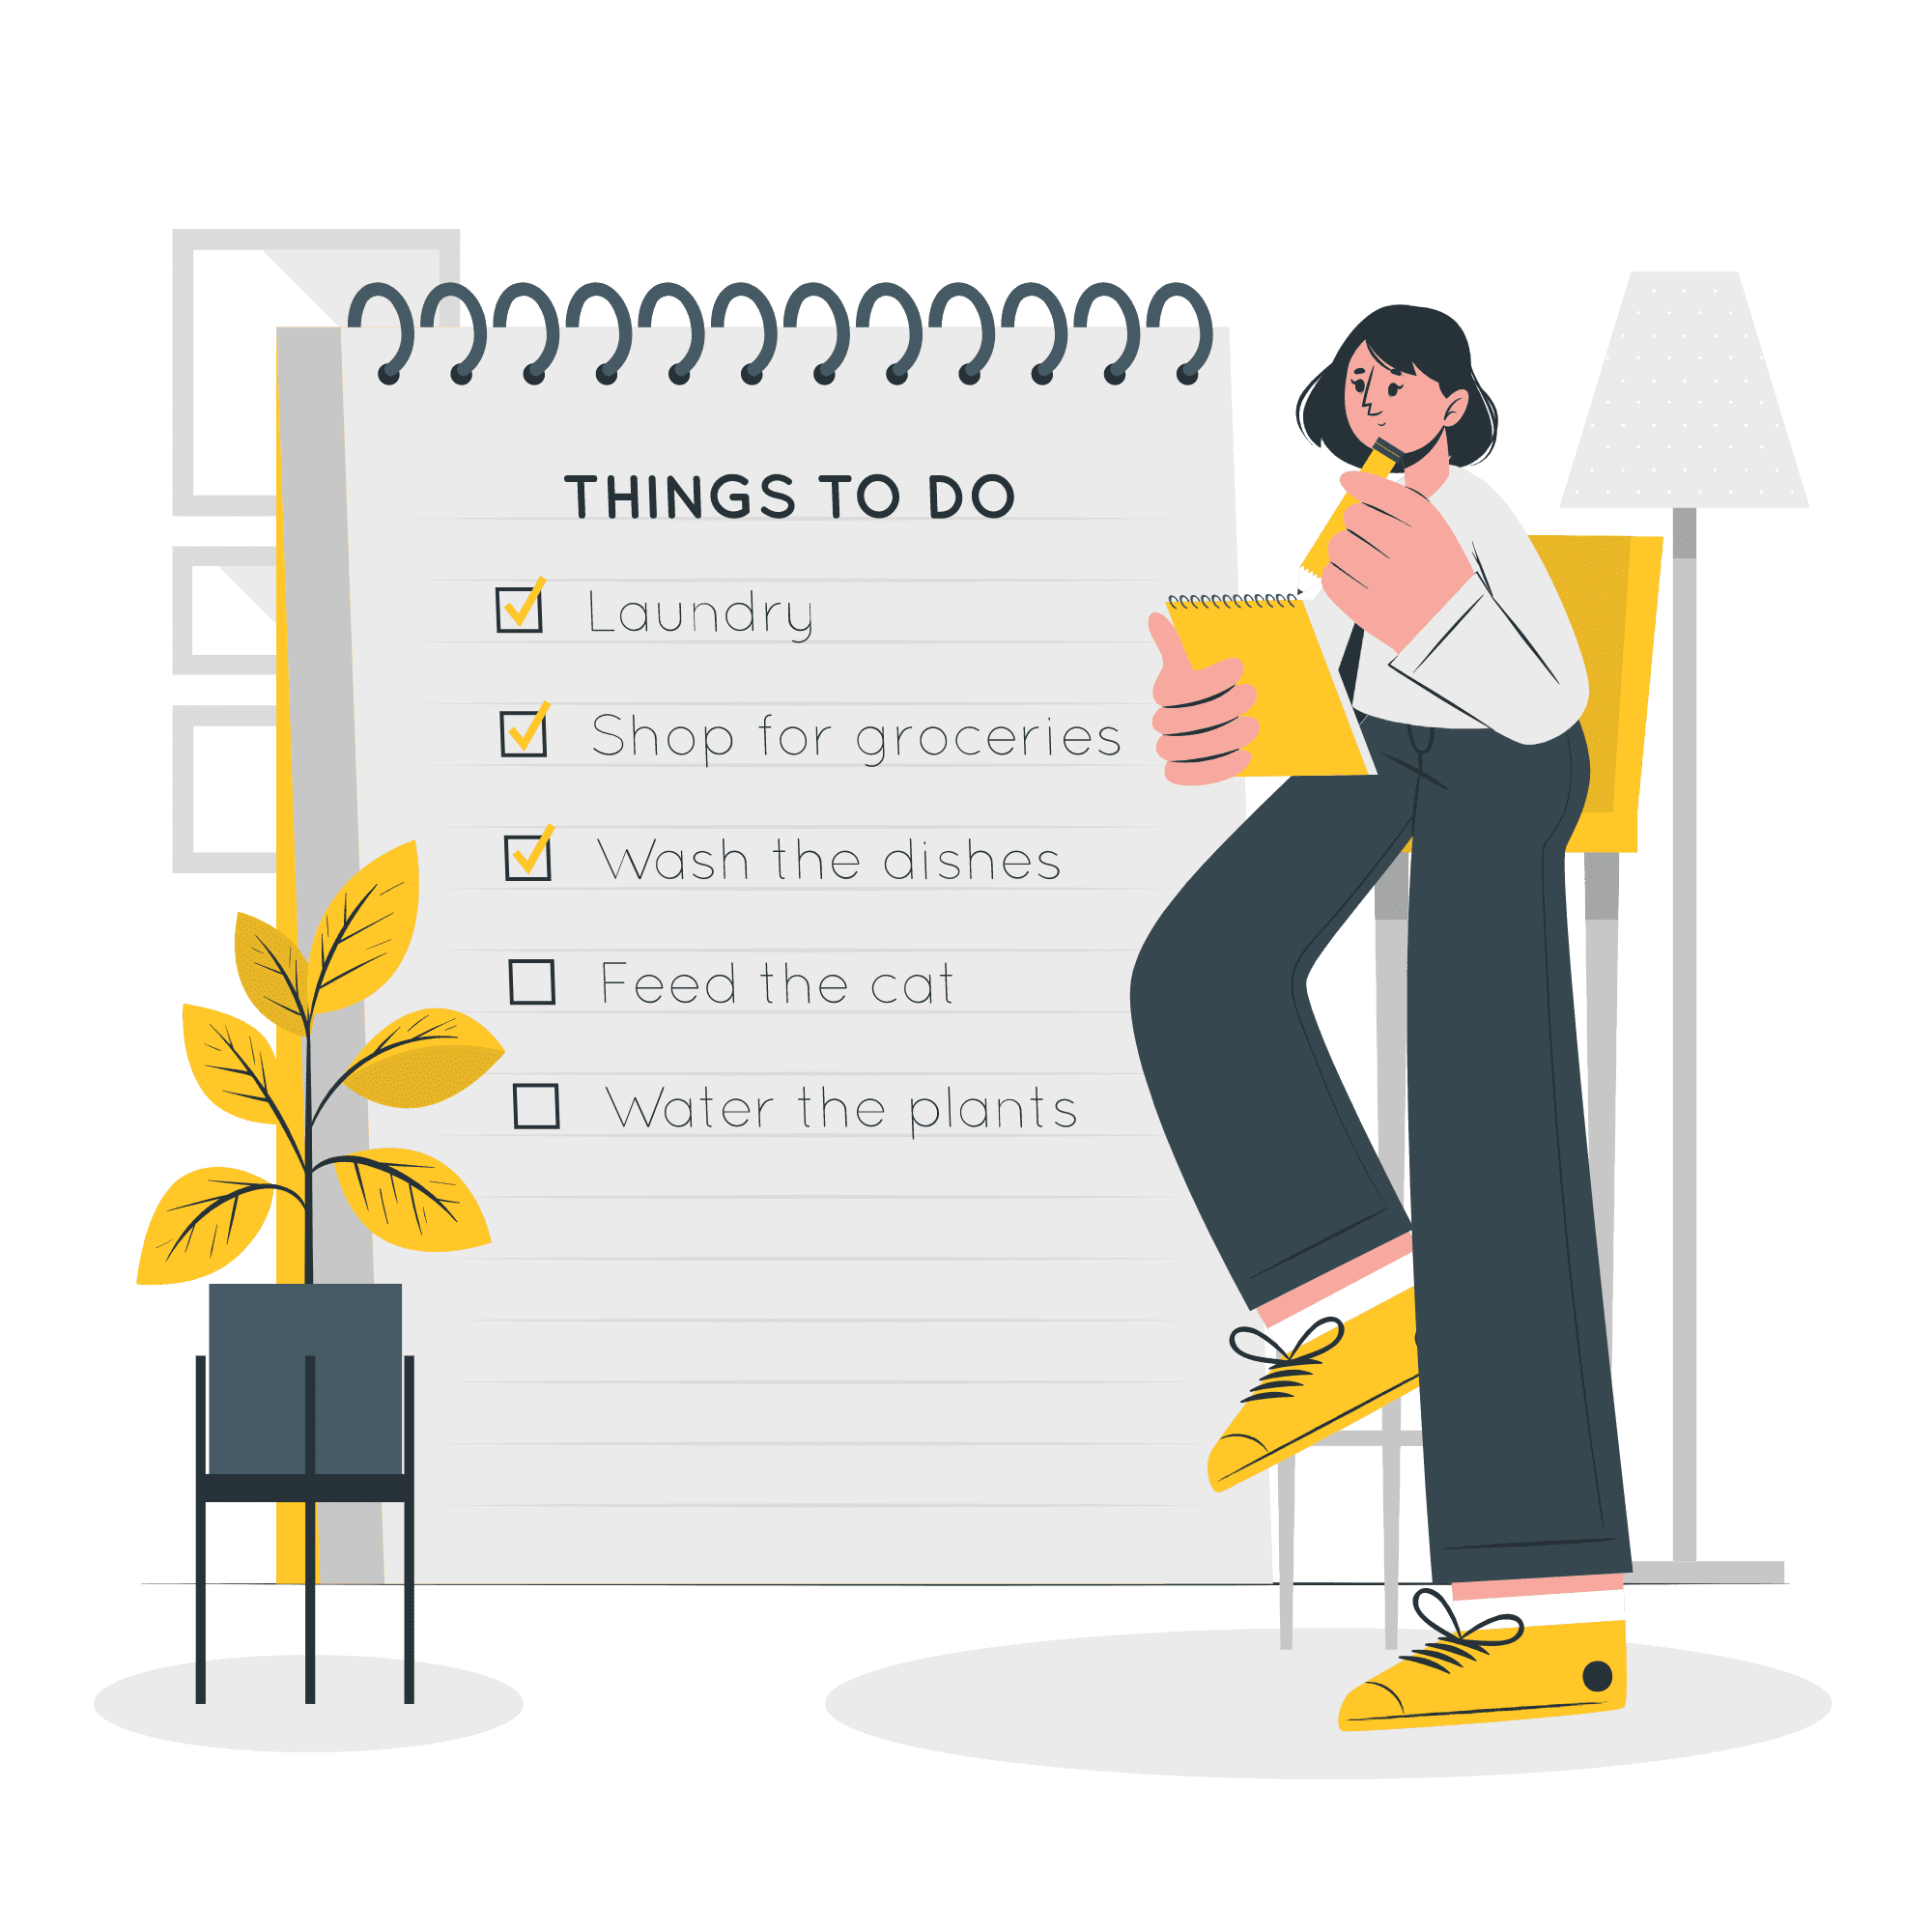 THINGS TO DO
Laundry
Shop for groceries
Wash the dishes
Feed the cat
Water the plants